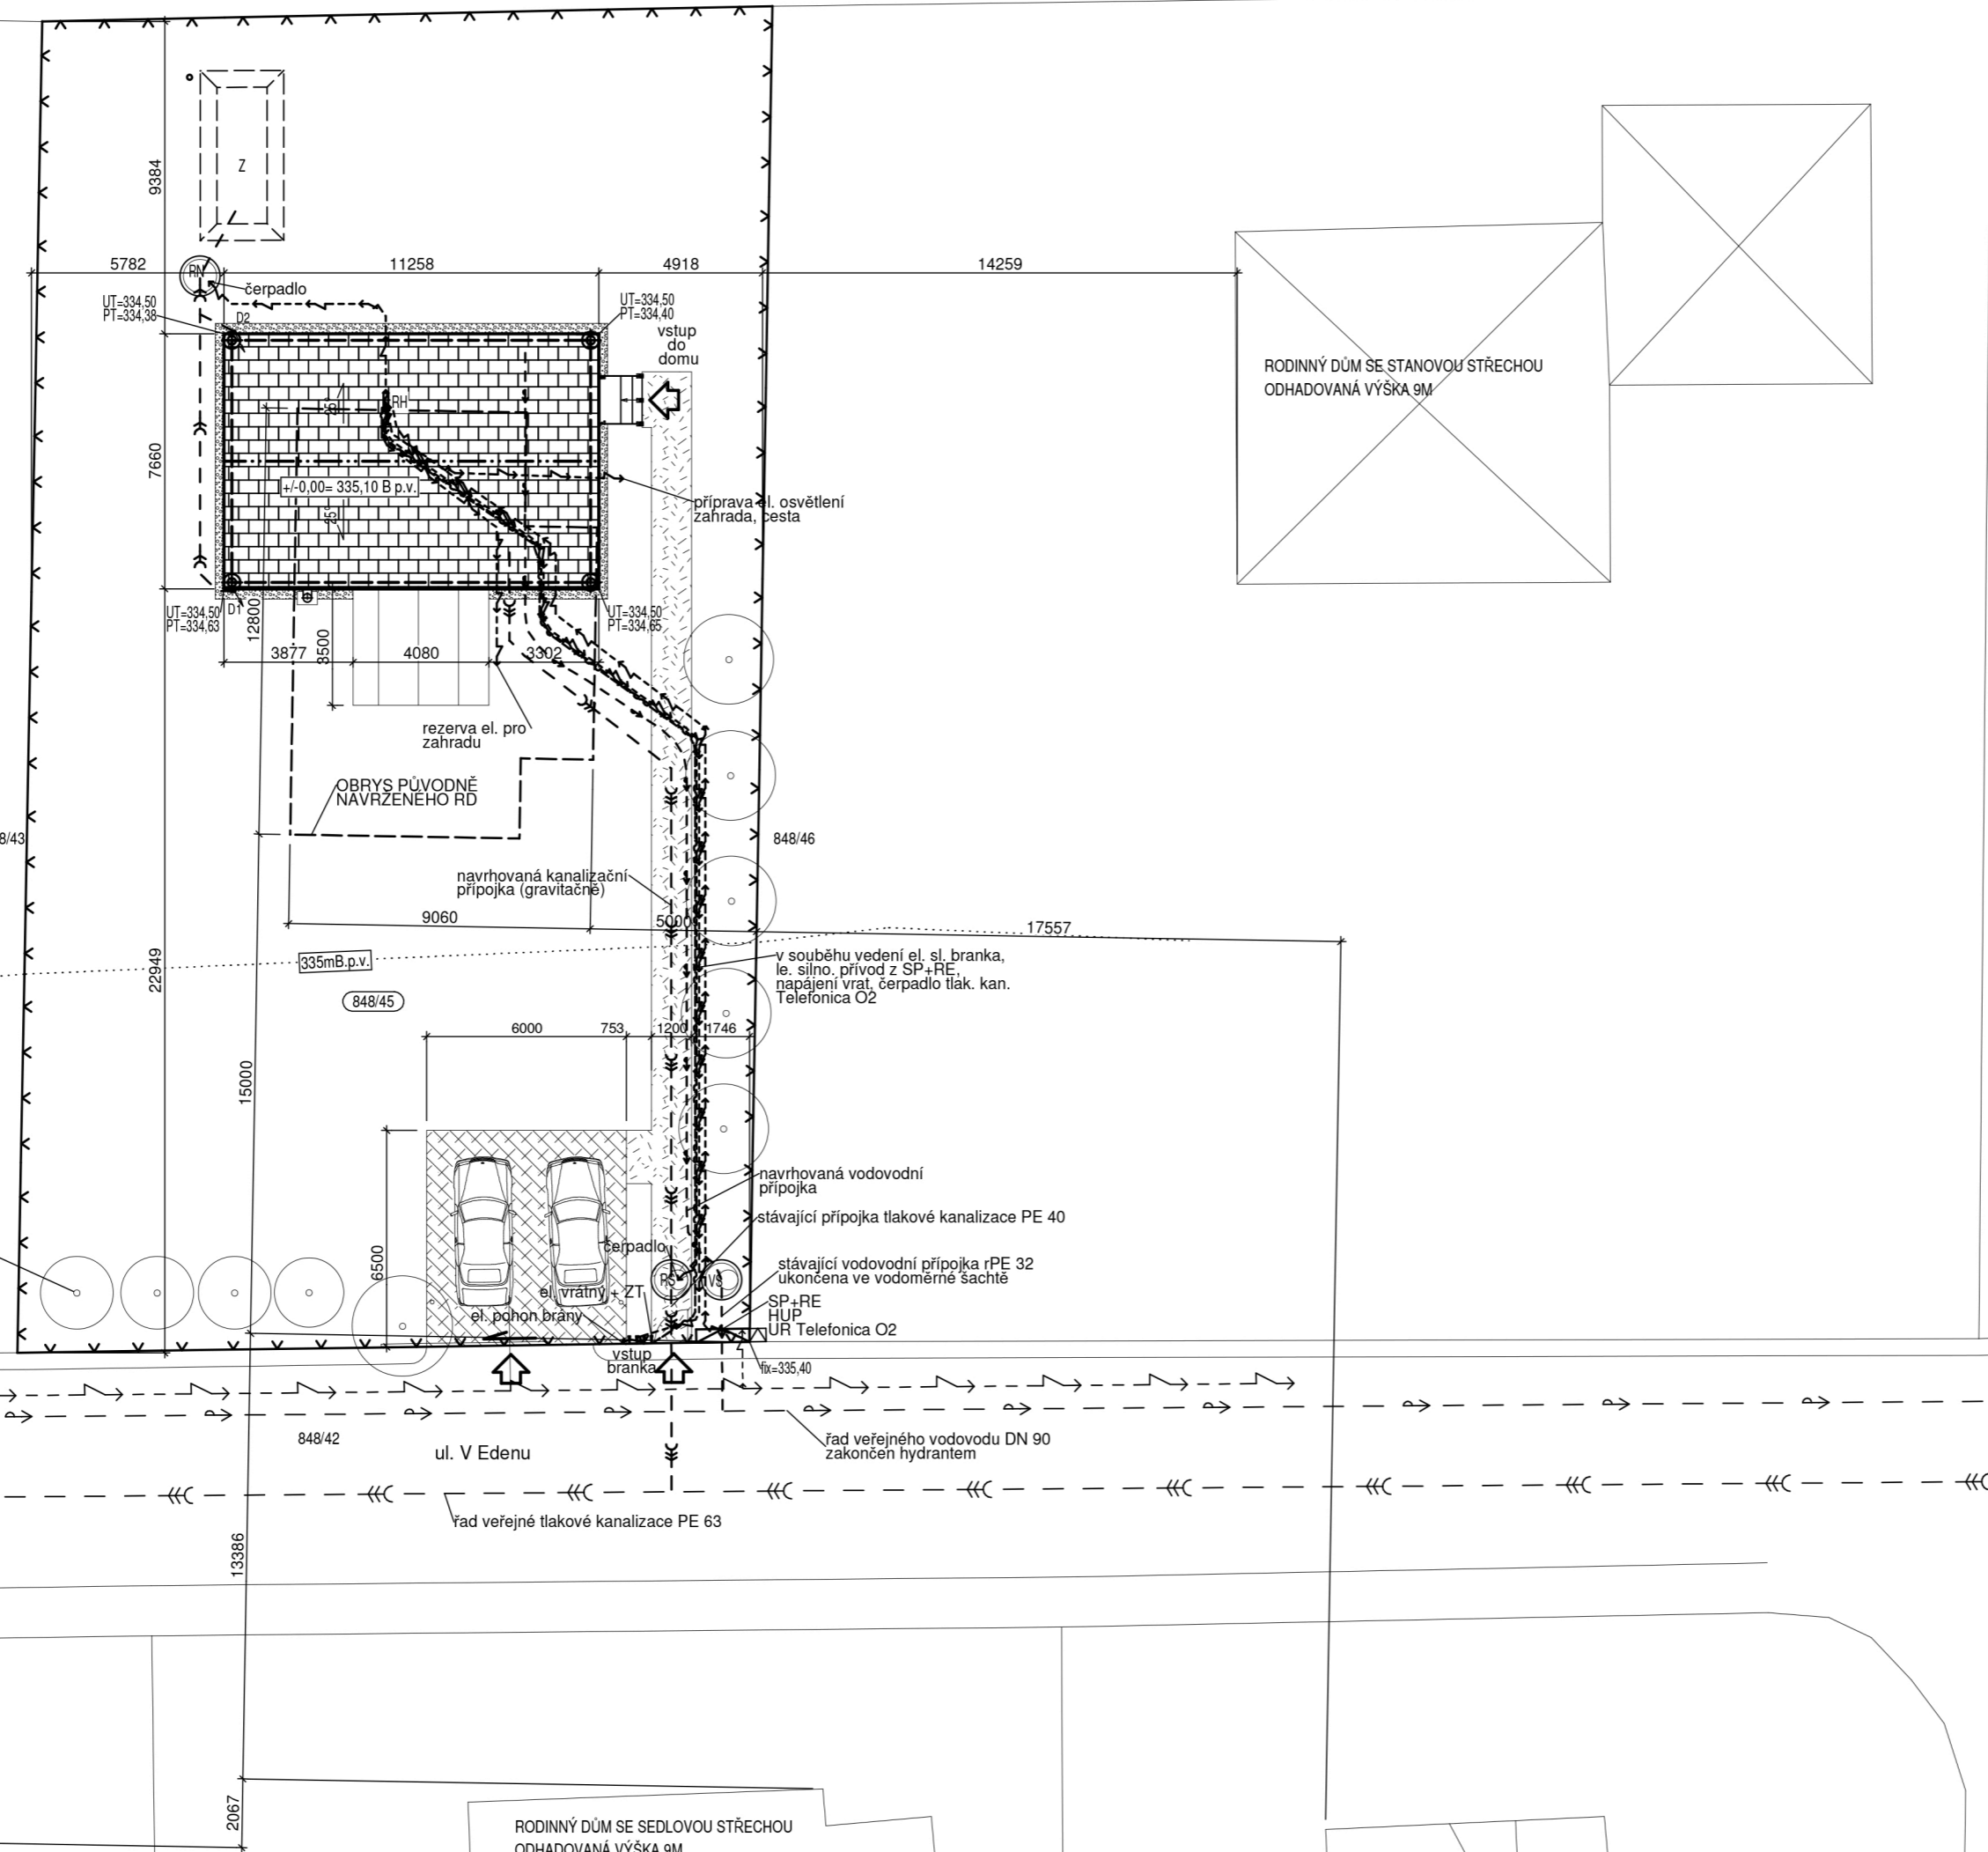 Z
9384
5782
11258
4918
14259
RN
čerpadlo
UT=334,50
PT=334,38
D2
UT=334,50
PT=334,40
vstup
do
domu
RODINNÝ DŮM SE STANOVOU STŘECHOU
ODHADOVANÁ VÝŠKA 9M
25°
RH
7660
+/-0,00= 335,10 B p.v.
25°
příprava el. osvětlení
zahrada, cesta
UT=334,50
PT=334,63
D1
12800
3500
UT=334,50
PT=334,65
3877
4080
3302
rezerva el. pro
zahradu
OBRYS PŮVODNĚ
NAVRŽENÉHO RD
8/43
848/46
navrhovaná kanalizační
přípojka (gravitačně)
9060
5000
17557
335mB.p.v.
22949
848/45
v souběhu vedení el. sl. branka,
le. silno. přívod z SP+RE,
napájení vrat, čerpadlo tlak. kan.
Telefonica O2
6000
753
1200
1746
15000
navrhovaná vodovodní
přípojka
stávající přípojka tlakové kanalizace PE 40
6500
čerpadlo
stávající vodovodní přípojka rPE 32
ukončena ve vodoměrné šachtě
RŠ
VŠ
el. vrátný + ZT
el. pohon brány
SP+RE
HUP
UR Telefonica O2
vstup
branka
fix=335,40
848/42
ul. V Edenu
řad veřejného vodovodu DN 90
zakončen hydrantem
řad veřejné tlakové kanalizace PE 63
13386
2067
RODINNÝ DŮM SE SEDLOVOU STŘECHOU
ODHADOVANÁ VÝŠKA 9M